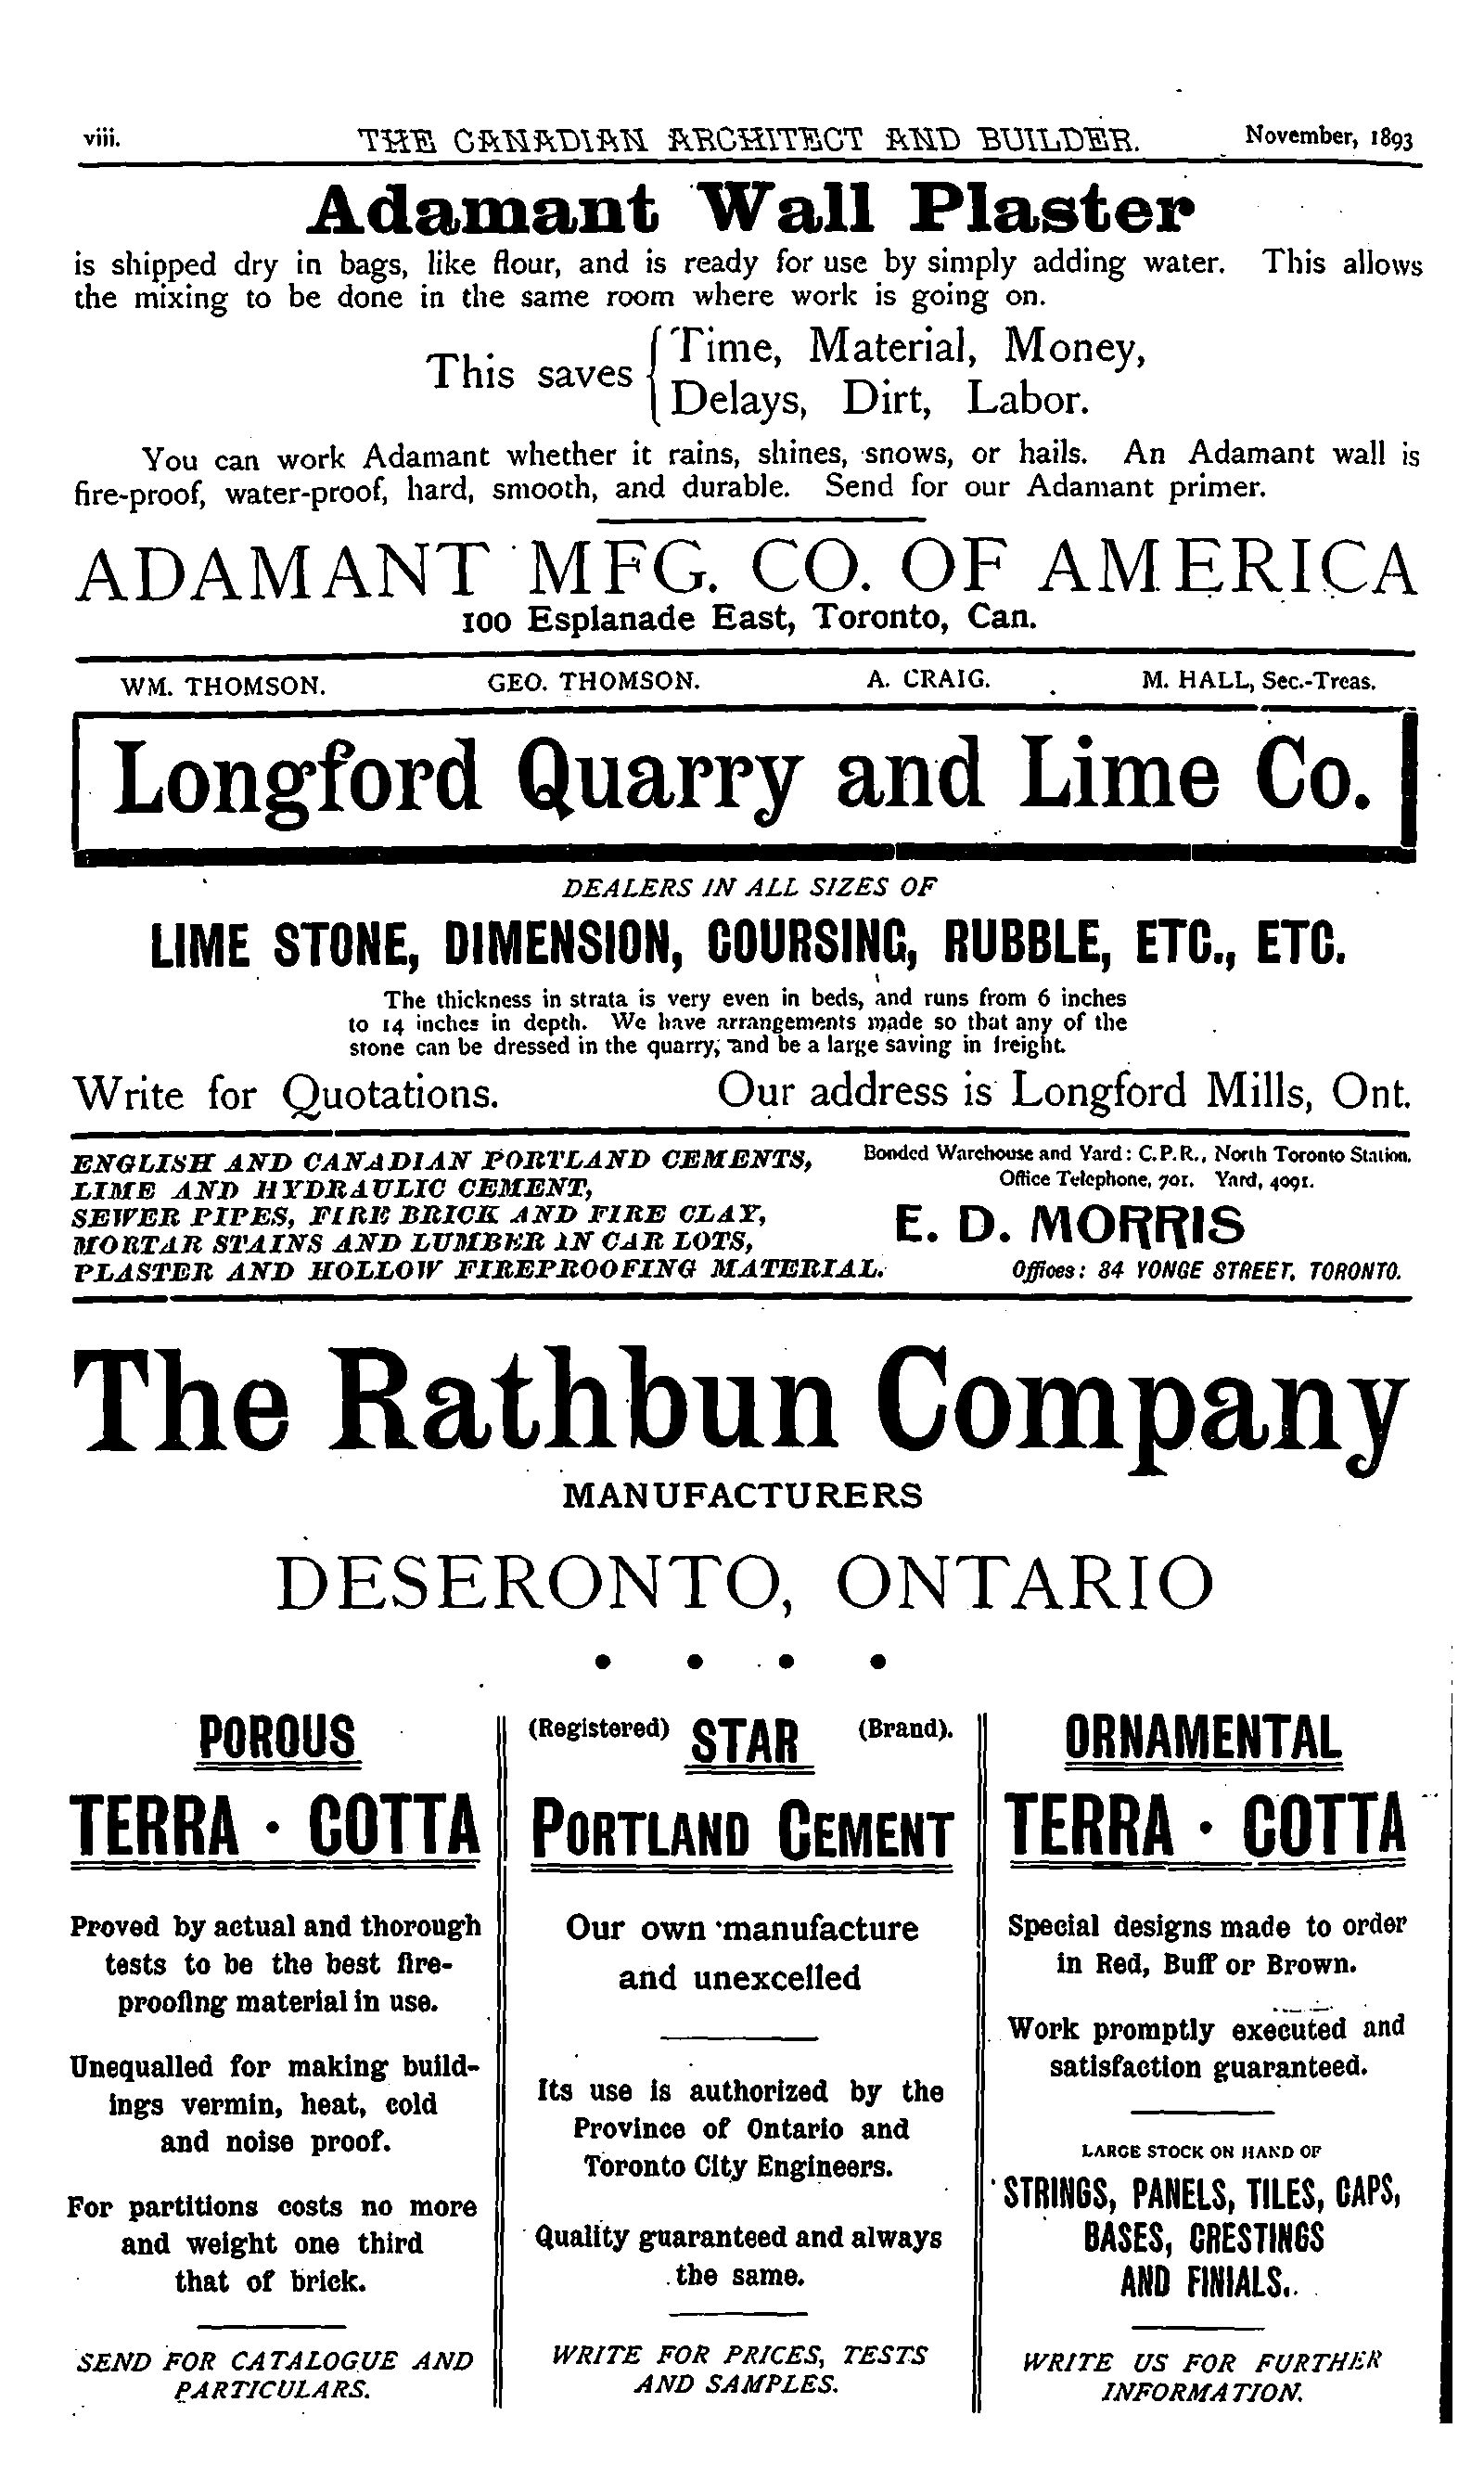 viii.
THE CANADIAN ARCHITECT AND BUILDER.
November, 1893
Adamant Wall Plaster
is shipped dry in bags, like flour, and is ready for use by simply adding water. This allows
the mixing to be done in the same room where work is going on.
This saves { Time, Material, Money,
Delays, Dirt, Labor.
You can work Adamant whether it rains, shines, snows, or hails. An Adamant wall is
fire-proof, water-proof, hard, smooth, and durable. Send for our Adamant primer.
ADAMANT MFG. CO. OF AMERICA
100 Esplanade East, Toronto, Can.
WM. THOMSON. GEO. THOMSON. A. CRAIG. M. HALL, Sec.-Treas.
Longford Quarry and Lime Co.
DEALERS IN ALL SIZES OF
LIME STONE, DIMENSION, COURSING, RUBBLE, ETC., ETC.
The thickness in strata is very even in beds, and runs from 6 inches
to 14 inches in depth. We have arrangements made so that any of the
stone can be dressed in the quarry, and be a large saving in freight.
Write for Quotations. Our address is Longford Mills, Ont.
ENGLISH AND CANADIAN PORTLAND CEMENTS,
LIME AND HYDRAULIC CEMENT,
SEWER PIPES, FIRE BRICK AND FIRE CLAY,
MORTAR STAINS AND LUMBER IN CAR LOTS,
PLASTER AND HOLLOW FIREPROOFING MATERIAL.
Bonded Warehouse and Yard: C.P.R., North Toronto Station.
Office Telephone, 701. Yard, 4091.
E. D. MORRIS
Offices: 84 YONGE STREET, TORONTO.
The Rathbun Company
MANUFACTURERS
DESERONTO, ONTARIO
POROUS
TERRA · COTTA
Proved by actual and thorough
tests to be the best fire-
proofing material in use.
Unequalled for making build-
ings vermin, heat, cold
and noise proof.
For partitions costs no more
and weight one third
that of brick.
SEND FOR CATALOGUE AND
PARTICULARS.
(Registered) STAR (Brand).
PORTLAND CEMENT
Our own manufacture
and unexcelled
Its use is authorized by the
Province of Ontario and
Toronto City Engineers.
Quality guaranteed and always
the same.
WRITE FOR PRICES, TESTS
AND SAMPLES.
ORNAMENTAL
TERRA · COTTA
Special designs made to order
in Red, Buff or Brown.
Work promptly executed and
satisfaction guaranteed.
LARGE STOCK ON HAND OF
STRINGS, PANELS, TILES, CAPS,
BASES, CRESTINGS
AND FINIALS.
WRITE US FOR FURTHER
INFORMATION.